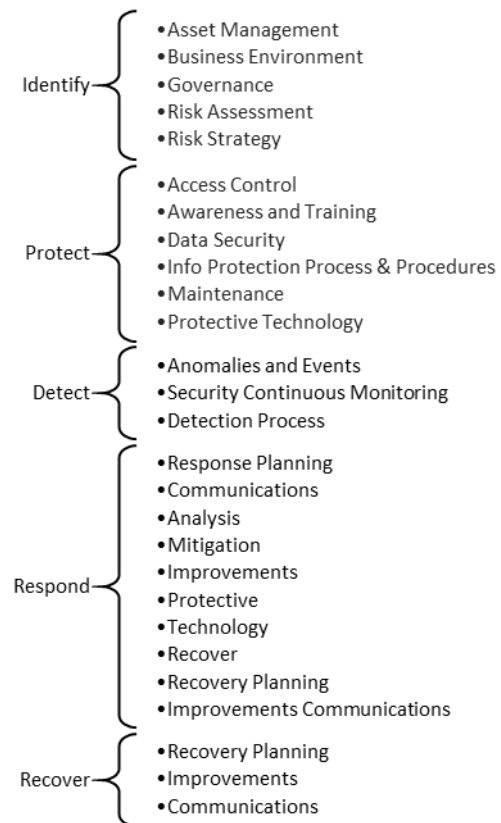 Identify
•Asset Management
•Business Environment
•Governance
•Risk Assessment
•Risk Strategy
Protect
•Access Control
•Awareness and Training
•Data Security
•Info Protection Process & Procedures
•Maintenance
•Protective Technology
Detect
•Anomalies and Events
•Security Continuous Monitoring
•Detection Process
Respond
•Response Planning
•Communications
•Analysis
•Mitigation
•Improvements
•Protective
•Technology
•Recover
•Recovery Planning
•Improvements Communications
Recover
•Recovery Planning
•Improvements
•Communications